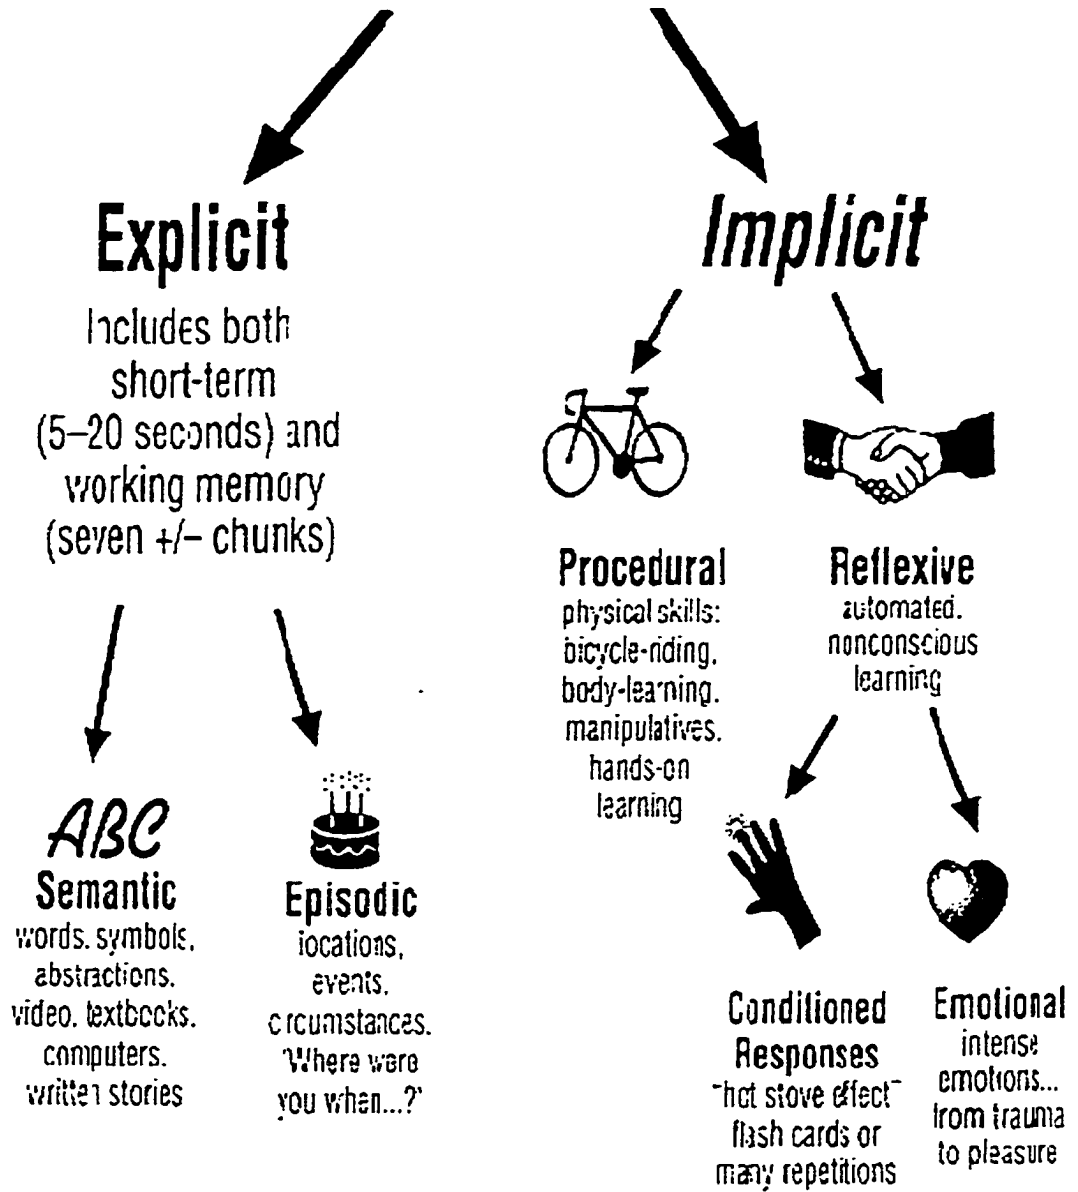 Explicit
Includes both
short-term
(5–20 seconds) and
working memory
(seven +/– chunks)
ABC
Semantic
words, symbols,
abstractions,
video, textbooks,
computers,
written stories
Episodic
locations,
events,
circumstances.
"Where were
you when...?"
Implicit
Procedural
physical skills:
bicycle-riding,
body-learning,
manipulatives,
hands-on
learning
Reflexive
automated,
nonconscious
learning
Conditioned
Responses
"hot stove effect"
flash cards or
many repetitions
Emotional
intense
emotions...
from trauma
to pleasure